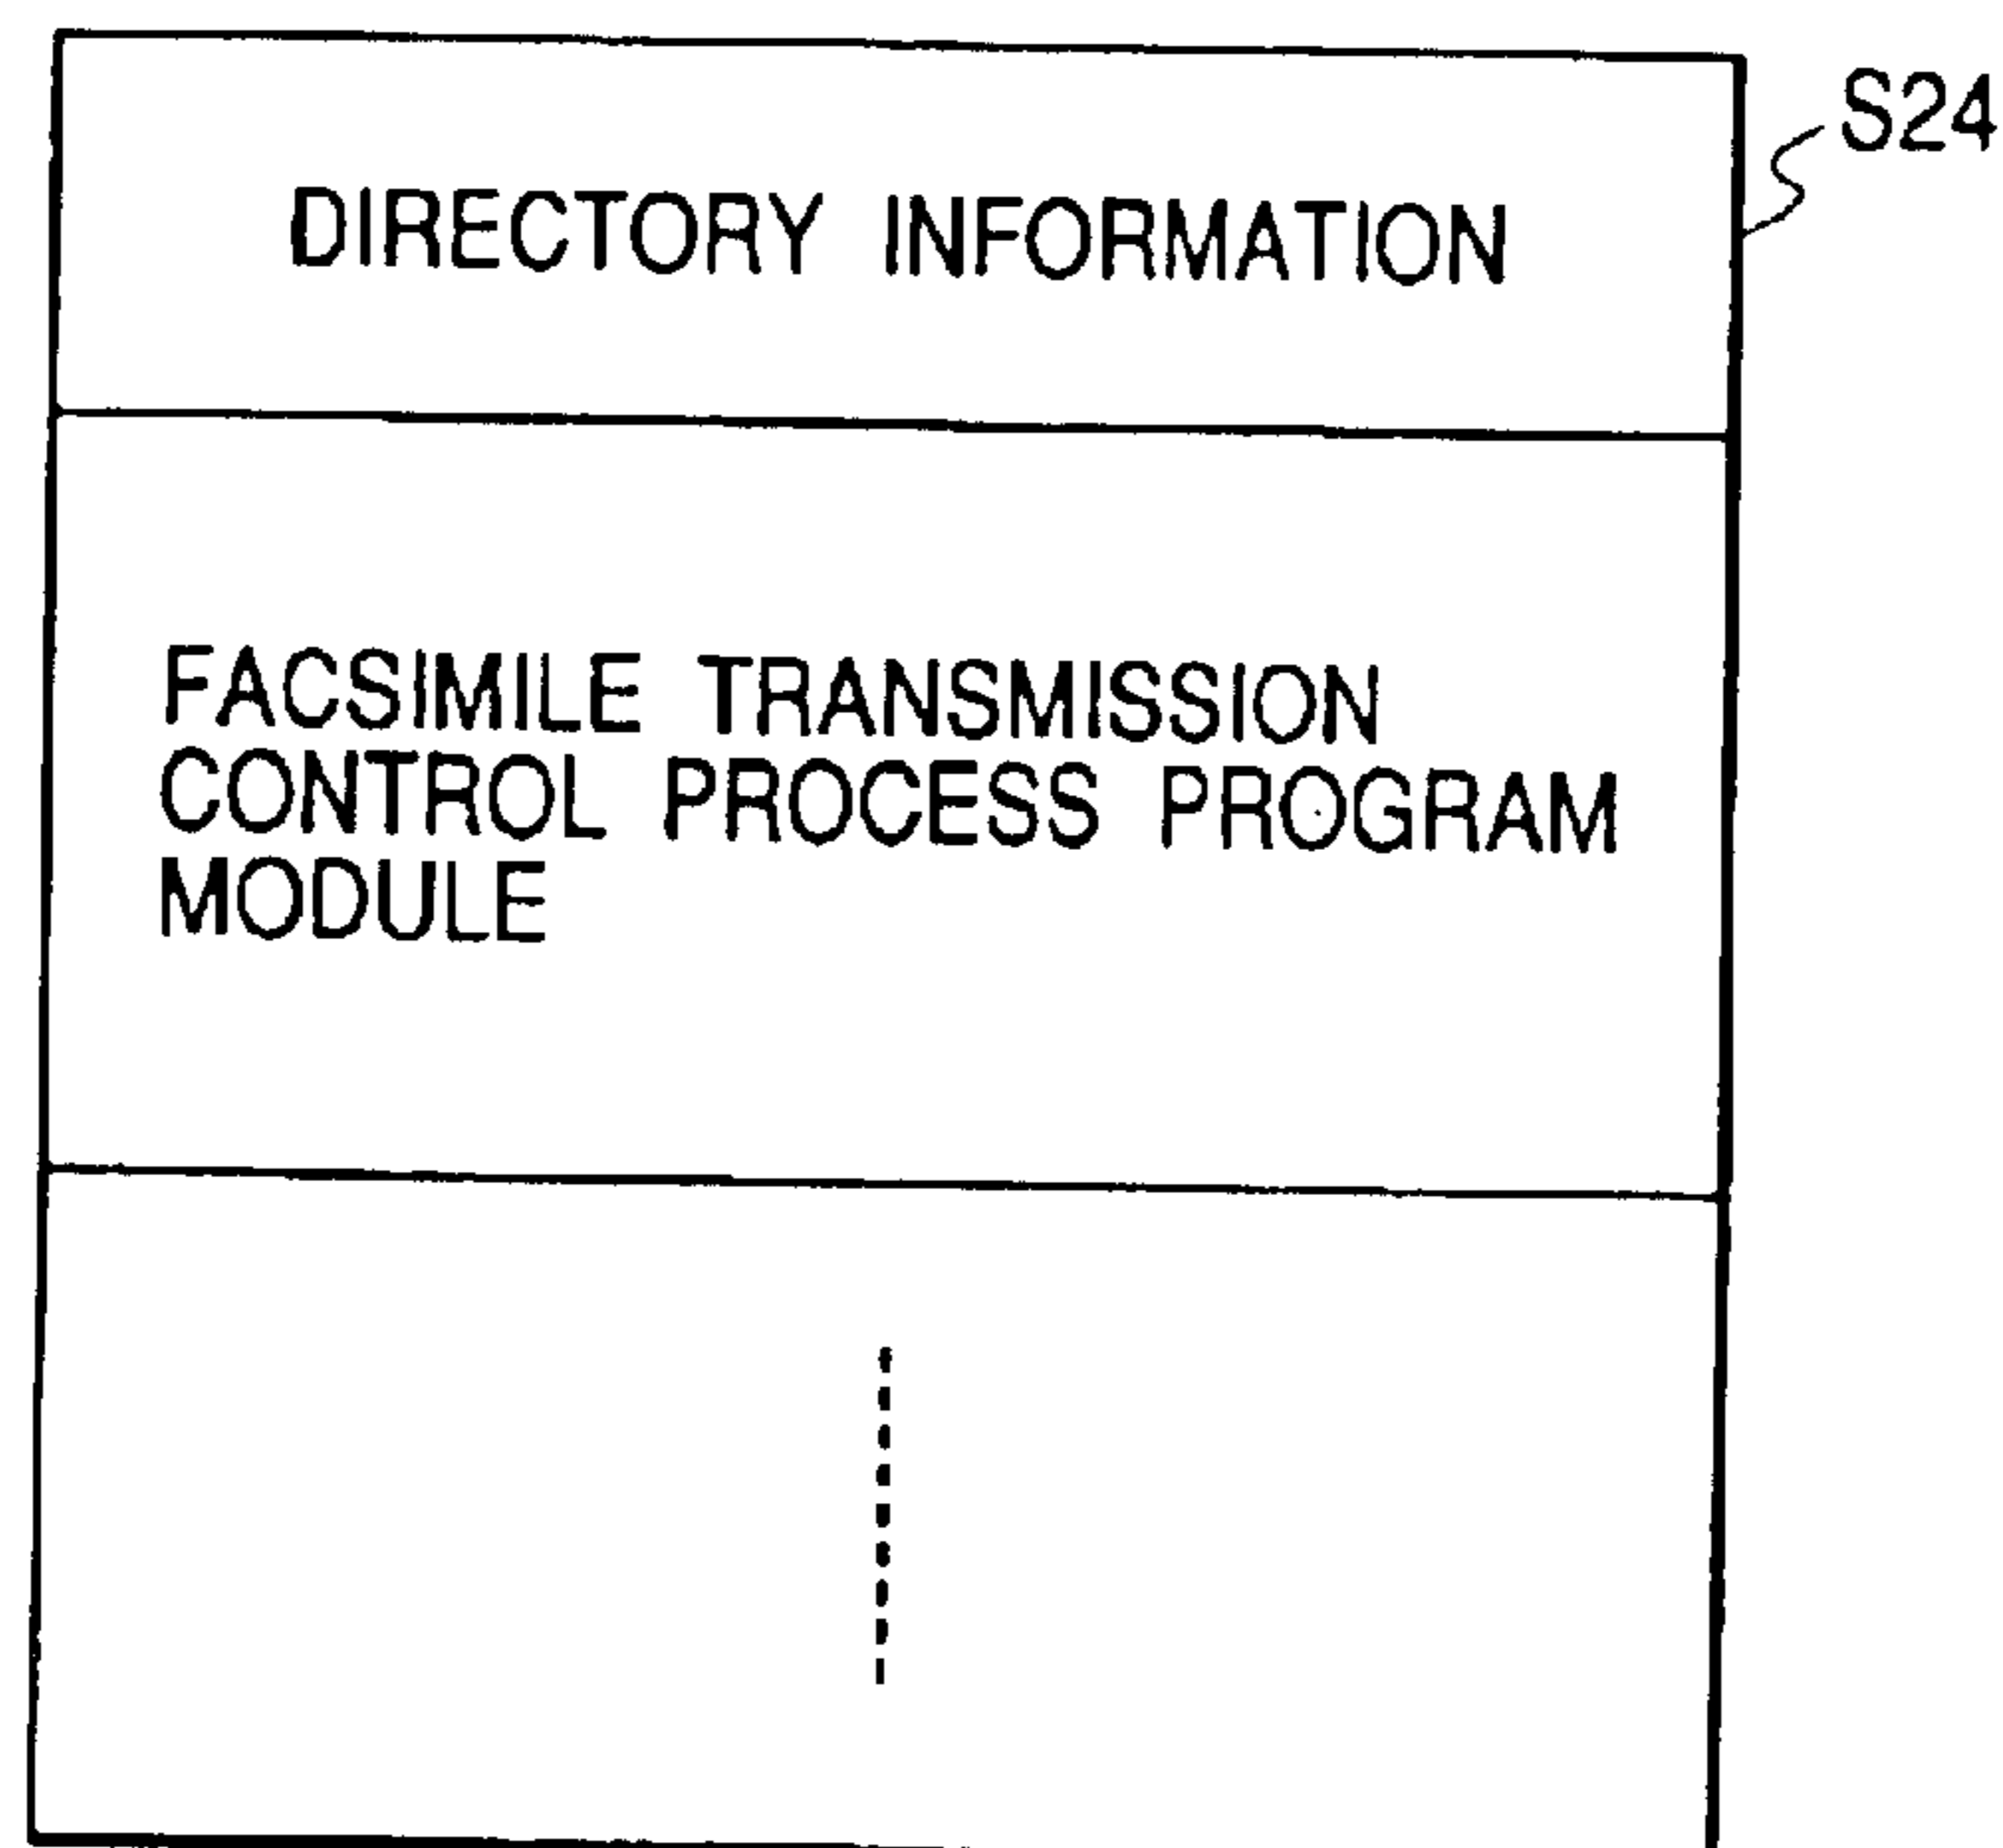 S24
DIRECTORY INFORMATION
FACSIMILE TRANSMISSION
CONTROL PROCESS PROGRAM
MODULE